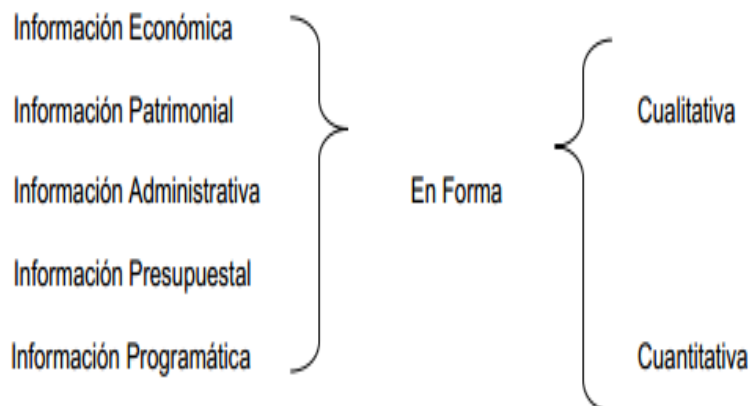 Información Económica
Información Patrimonial
Información Administrativa
Información Presupuestal
Información Programática
En Forma
Cualitativa
Cuantitativa